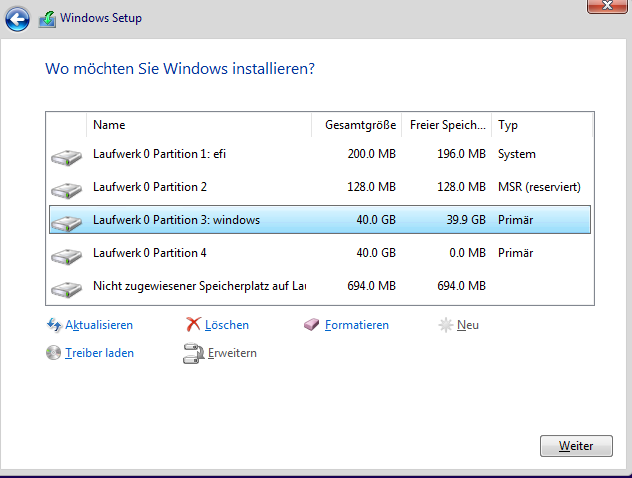 Windows Setup
Wo möchten Sie Windows installieren?
Name Gesamtgröße Freier Speich... Typ
Laufwerk 0 Partition 1: efi 200.0 MB 196.0 MB System
Laufwerk 0 Partition 2 128.0 MB 128.0 MB MSR (reserviert)
Laufwerk 0 Partition 3: windows 40.0 GB 39.9 GB Primär
Laufwerk 0 Partition 4 40.0 GB 0.0 MB Primär
Nicht zugewiesener Speicherplatz auf Lau 694.0 MB 694.0 MB
Aktualisieren Löschen Formatieren Neu
Treiber laden Erweitern
Weiter